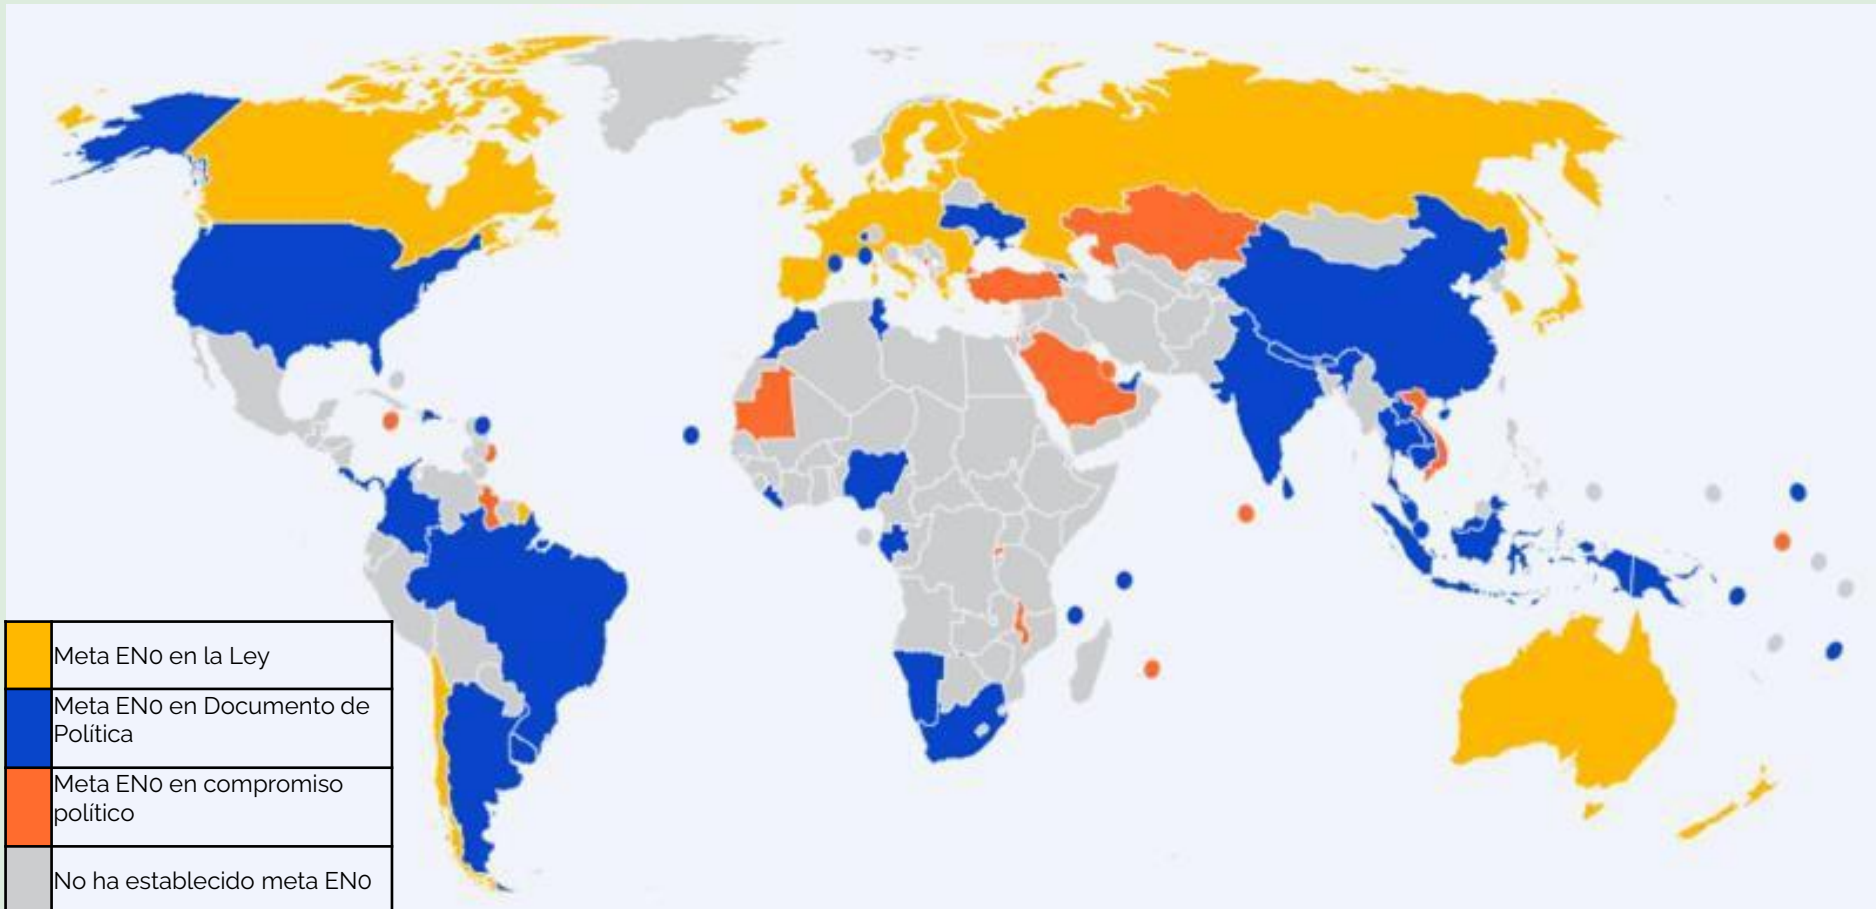 Meta EN0 en la Ley
Meta EN0 en Documento de
Política
Meta EN0 en compromiso
político
No ha establecido meta EN0